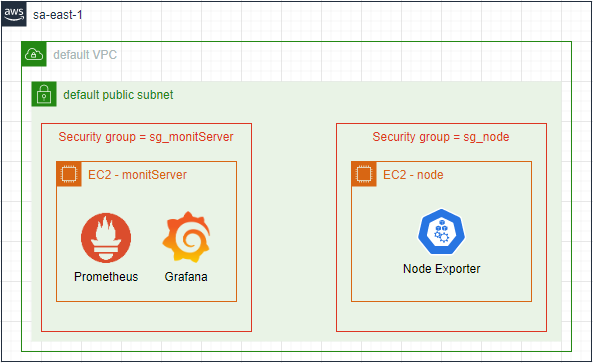 aws
sa-east-1
default VPC
default public subnet
Security group = sg_monitServer
Security group = sg_node
EC2 - monitServer
EC2 - node
Prometheus
Grafana
Node Exporter